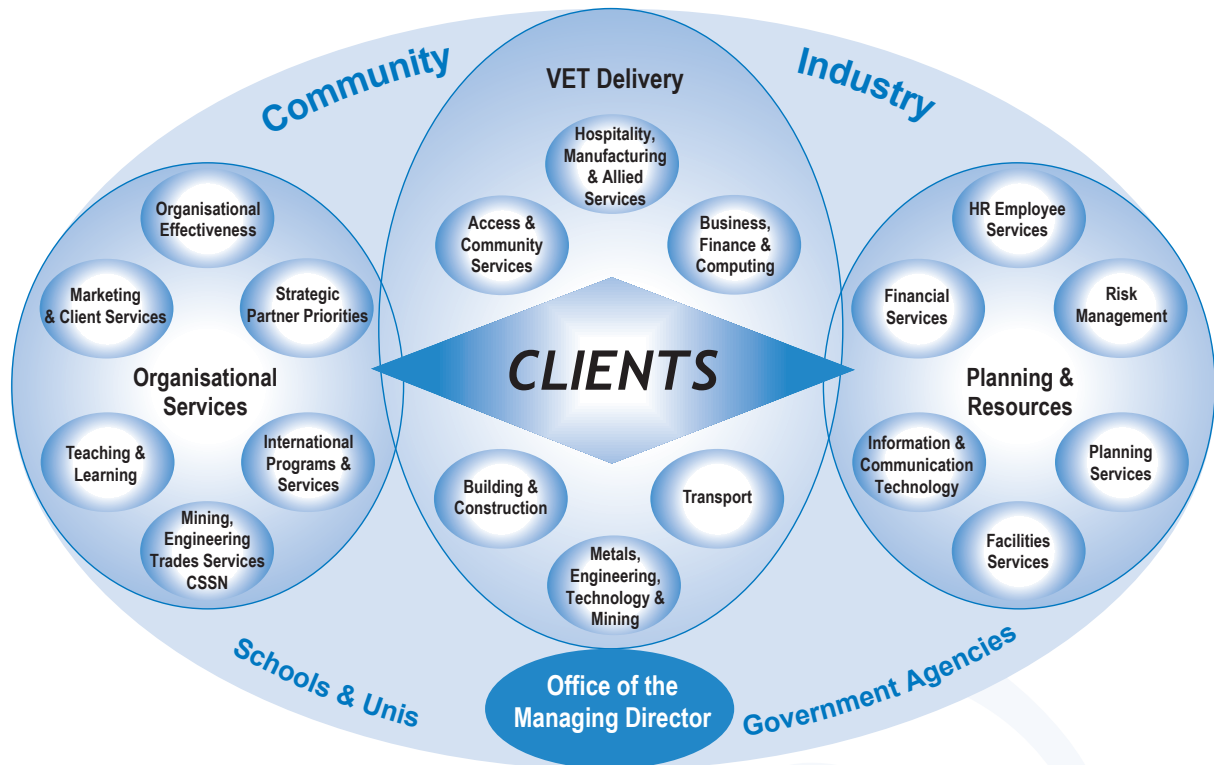 Community
Industry
VET Delivery
Hospitality,
Manufacturing
& Allied
Services
Access &
Community
Services
Business,
Finance &
Computing
Organisational
Effectiveness
Marketing
& Client Services
Strategic
Partner Priorities
Organisational
Services
Teaching &
Learning
International
Programs &
Services
Mining,
Engineering
Trades Services
CSSN
CLIENTS
HR Employee
Services
Financial
Services
Risk
Management
Planning &
Resources
Information &
Communication
Technology
Planning
Services
Facilities
Services
Building &
Construction
Transport
Metals,
Engineering,
Technology &
Mining
Schools & Unis
Office of the
Managing Director
Government Agencies